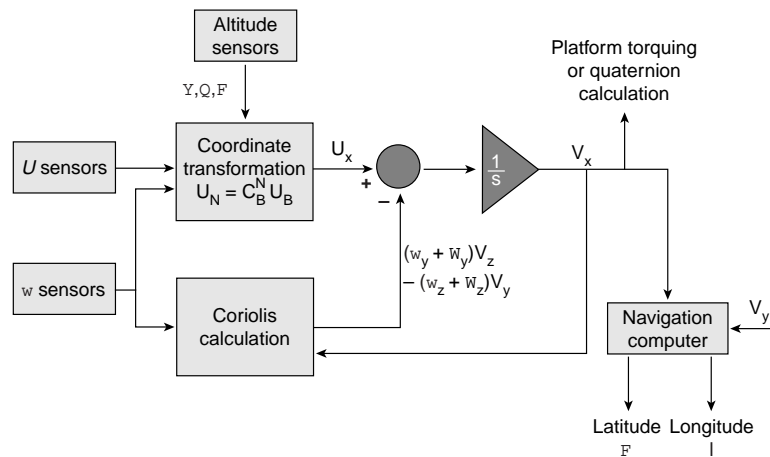 Altitude
sensors
Platform torquing
or quaternion
calculation
Y,Q,F
U sensors
Coordinate
transformation
U_N = C_B^N U_B
U_x
+
−
1
s
V_x
w sensors
(w_y + W_y)V_z
− (w_z + W_z)V_y
Coriolis
calculation
Navigation
computer
V_y
Latitude
F
Longitude
l